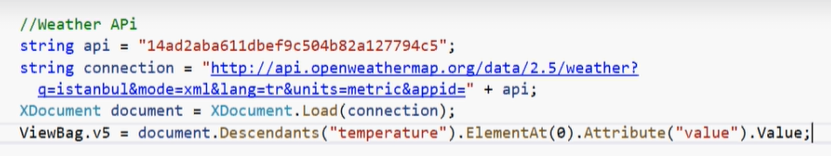 //Weather APi
string api = "14ad2aba611dbef9c504b82a127794c5";
string connection = "http://api.openweathermap.org/data/2.5/weather?
q=istanbul&mode=xml&lang=tr&units=metric&appid=" + api;
XDocument document = XDocument.Load(connection);
ViewBag.v5 = document.Descendants("temperature").ElementAt(0).Attribute("value").Value;